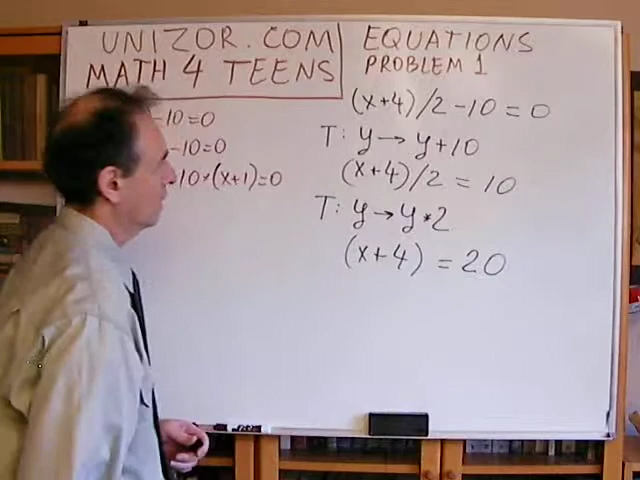 UNIZOR.COM
MATH 4 TEENS
EQUATIONS
PROBLEM 1
-10=0
-10=0
-10*(x+1)=0
(x+4)/2-10=0
T: y→y+10
(x+4)/2=10
T: y→y*2
(x+4)=20